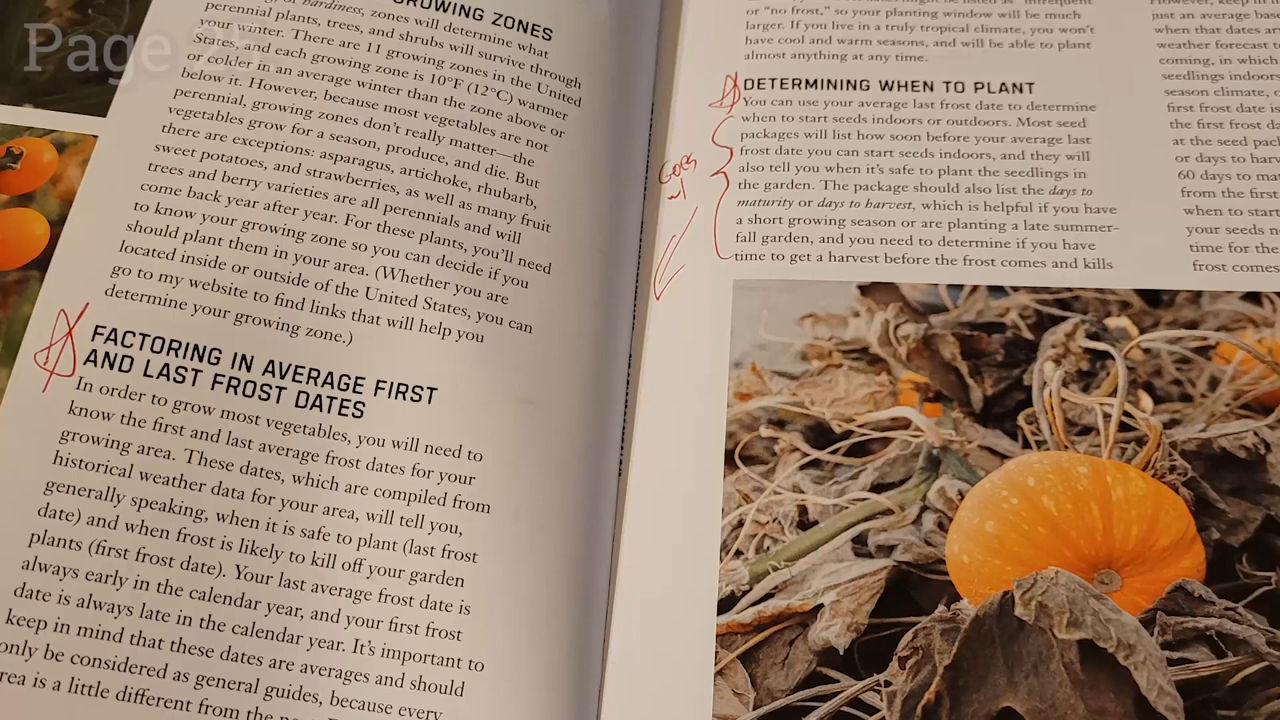 Page 2
GROWING ZONES
hardiness, zones will determine what
perennial plants, trees, and shrubs will survive through
your winter. There are 11 growing zones in the United
Stares, and each growing zone is 10°F (12°C) warmer
or colder in an average winter than the zone above or
below it. However, because most vegetables are not
perennial, growing zones don't really matter—the
vegetables grow for a season, produce, and die. But
there are exceptions: asparagus, artichoke, rhubarb,
sweet potatoes, and strawberries, as well as many fruit
trees and berry varieties are all perennials and will
come back year after year. For these plants, you'll need
to know your growing zone so you can decide if you
should plant them in your area. (Whether you are
located inside or outside of the United States, you can
go to my website to find links that will help you
determine your growing zone.)
FACTORING IN AVERAGE FIRST
AND LAST FROST DATES
In order to grow most vegetables, you will need to
know the first and last average frost dates for your
growing area. These dates, which are compiled from
historical weather data for your area, will tell you,
generally speaking, when it is safe to plant (last frost
date) and when frost is likely to kill off your garden
plants (first frost date). Your last average frost date is
always early in the calendar year, and your first frost
date is always late in the calendar year. It's important to
keep in mind that these dates are averages and should
only be considered as general guides, because every
area is a little different from the
or "no frost," so your planting window will be much
larger. If you live in a truly tropical climate, you won't
have cool and warm seasons, and will be able to plant
almost anything at any time.
DETERMINING WHEN TO PLANT
You can use your average last frost date to determine
when to start seeds indoors or outdoors. Most seed
packages will list how soon before your average last
frost date you can start seeds indoors, and they will
also tell you when it's safe to plant the seedlings in
the garden. The package should also list the days to
maturity or days to harvest, which is helpful if you have
a short growing season or are planting a late summer-
fall garden, and you need to determine if you have
time to get a harvest before the frost comes and kills
Goes
w/
However, keep in
just an average
when that dates
weather forecast
coming, in which
seedlings indoors
season climate,
first frost date
the first frost
at the seed
or days to
60 days to
from the first
when to start
your seeds
time for the
frost comes